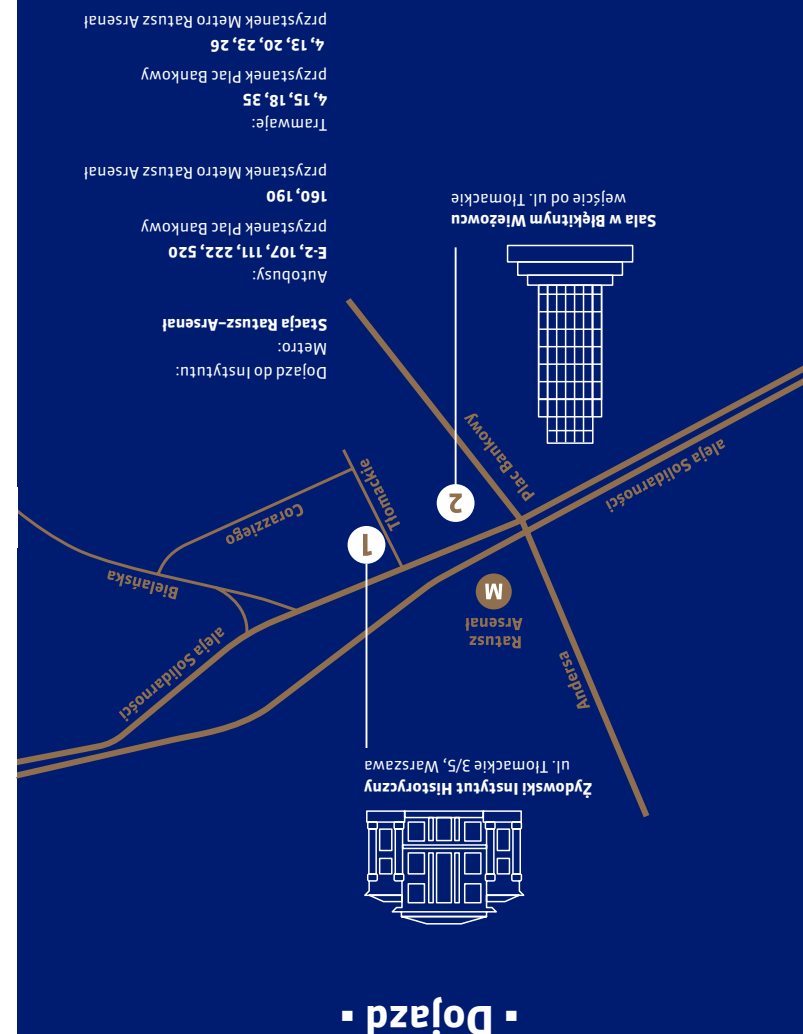 ▪ Dojazd ▪
Żydowski Instytut Historyczny
ul. Tłomackie 3/5, Warszawa
Andersa
Ratusz
Arsenał
M
aleja Solidarności
Bielańska
1
Corazziego
Tłomackie
2
Plac Bankowy
aleja Solidarności
Sala w Błękitnym Wieżowcu
wejście od ul. Tłomackie
Dojazd do Instytutu:
Metro:
Stacja Ratusz–Arsenał
Autobusy:
E-2, 107, 111, 222, 520
przystanek Plac Bankowy
160, 190
przystanek Metro Ratusz Arsenał
Tramwaje:
4, 15, 18, 35
przystanek Plac Bankowy
4, 13, 20, 23, 26
przystanek Metro Ratusz Arsenał